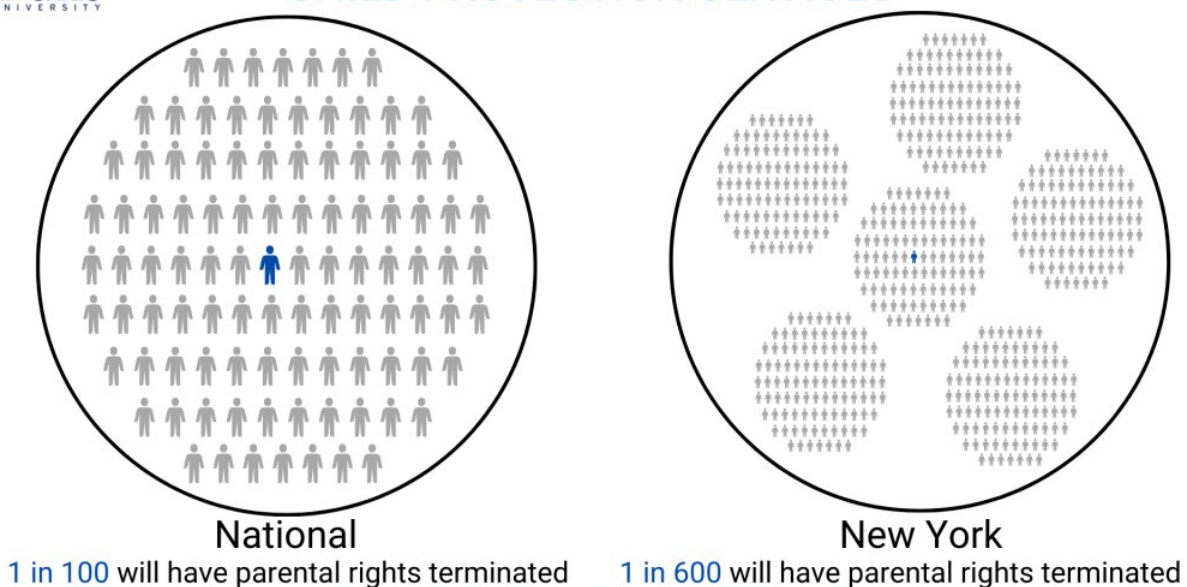 NIVERSITY
National
New York
1 in 100 will have parental rights terminated
1 in 600 will have parental rights terminated